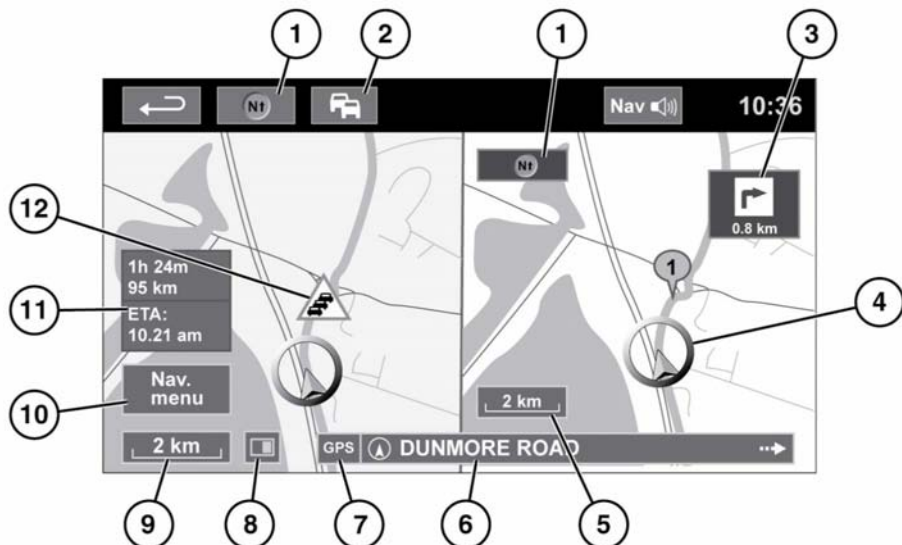 1 2 1 3
N Nav 10:36
N
12
0.8 km
1h 24m
95 km
1
11
ETA:
4
10.21 am
Nav.
menu
10
2 km
2 km GPS DUNMORE ROAD
9 8 7 6 5